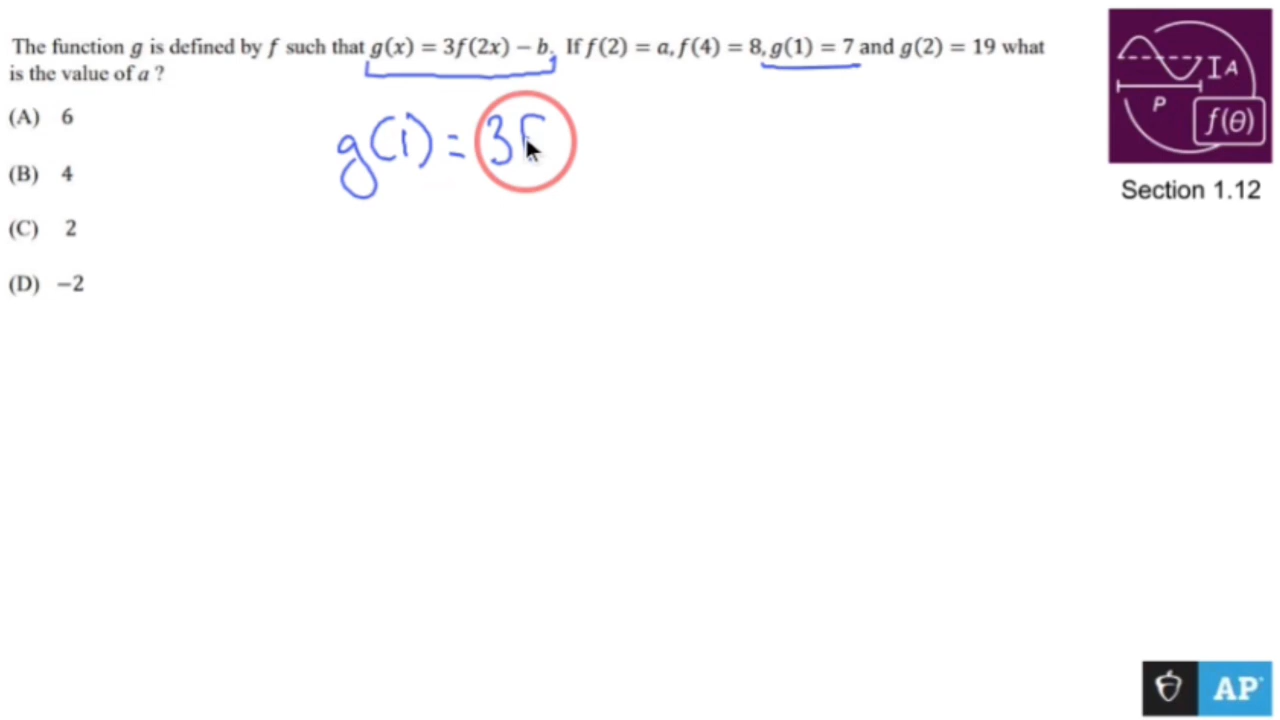 The function g is defined by f such that g(x) = 3f(2x) − b. If f(2) = a, f(4) = 8, g(1) = 7 and g(2) = 19 what
is the value of a ?
(A) 6
(B) 4
(C) 2
(D) −2
g(1) = 3f
A
P
f(θ)
Section 1.12
AP